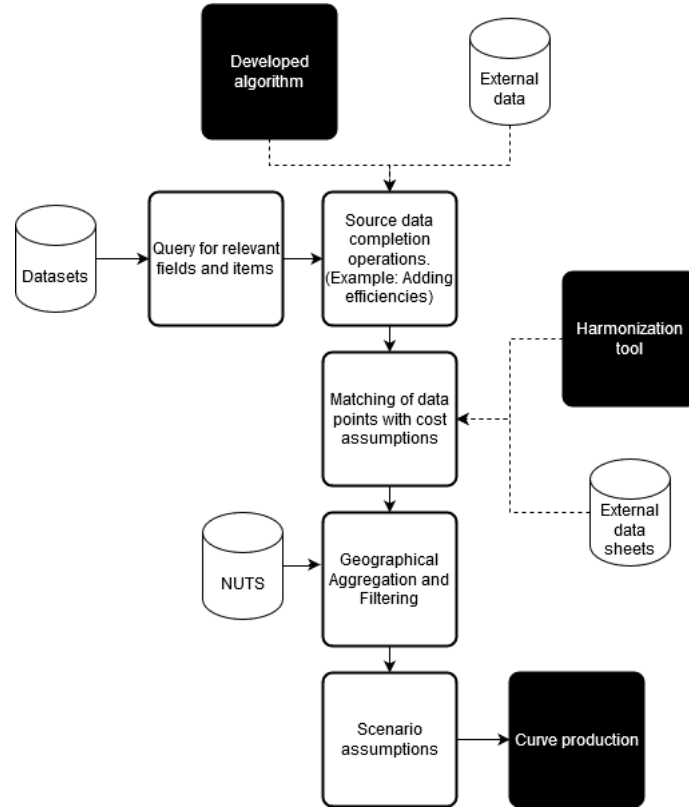 Developed
algorithm
External
data
Datasets
Query for relevant
fields and items
Source data
completion
operations.
(Example: Adding
efficiencies)
Harmonization
tool
Matching of data
points with cost
assumptions
External
data
sheets
NUTS
Geographical
Aggregation and
Filtering
Scenario
assumptions
Curve production